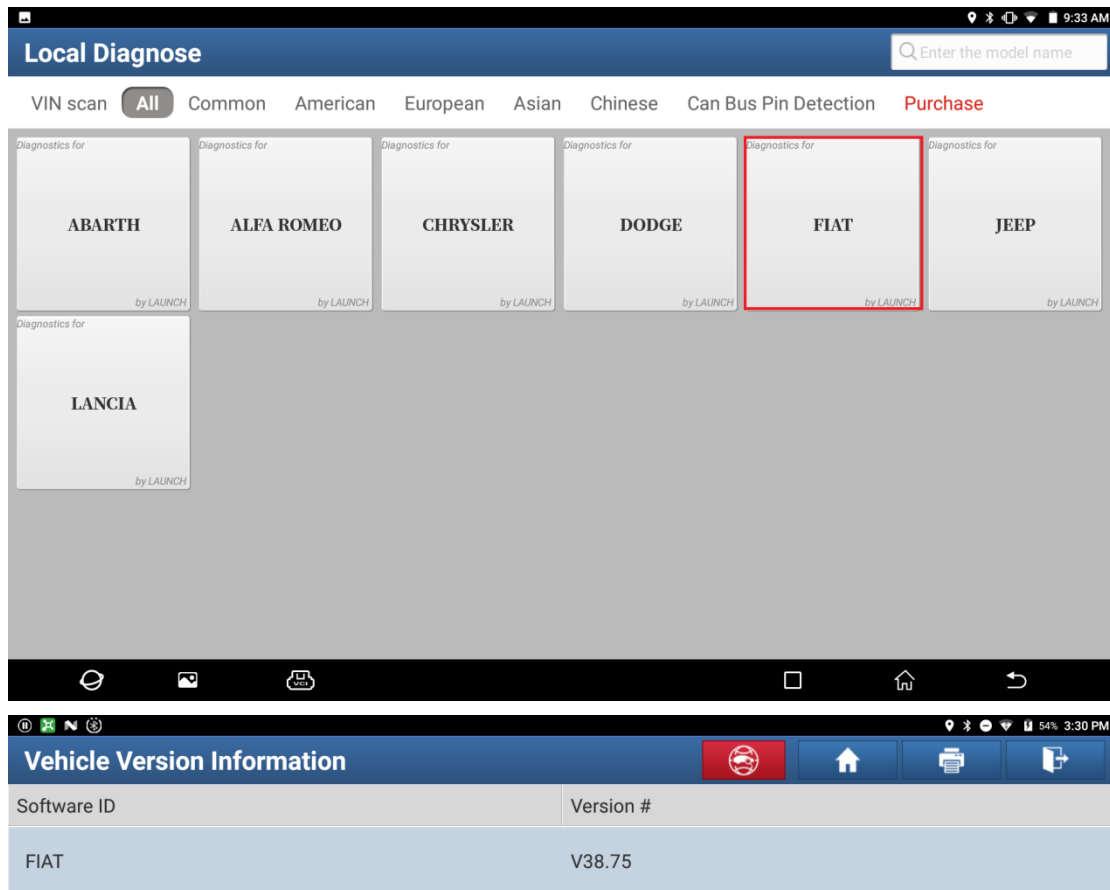 9:33 AM
Local Diagnose
Enter the model name
VIN scan All Common American European Asian Chinese Can Bus Pin Detection Purchase
Diagnostics for Diagnostics for Diagnostics for Diagnostics for Diagnostics for Diagnostics for
ABARTH ALFA ROMEO CHRYSLER DODGE FIAT JEEP
by LAUNCH by LAUNCH by LAUNCH by LAUNCH by LAUNCH by LAUNCH
Diagnostics for
LANCIA
by LAUNCH
VCI
54% 3:30 PM
Vehicle Version Information
Software ID Version #
FIAT V38.75